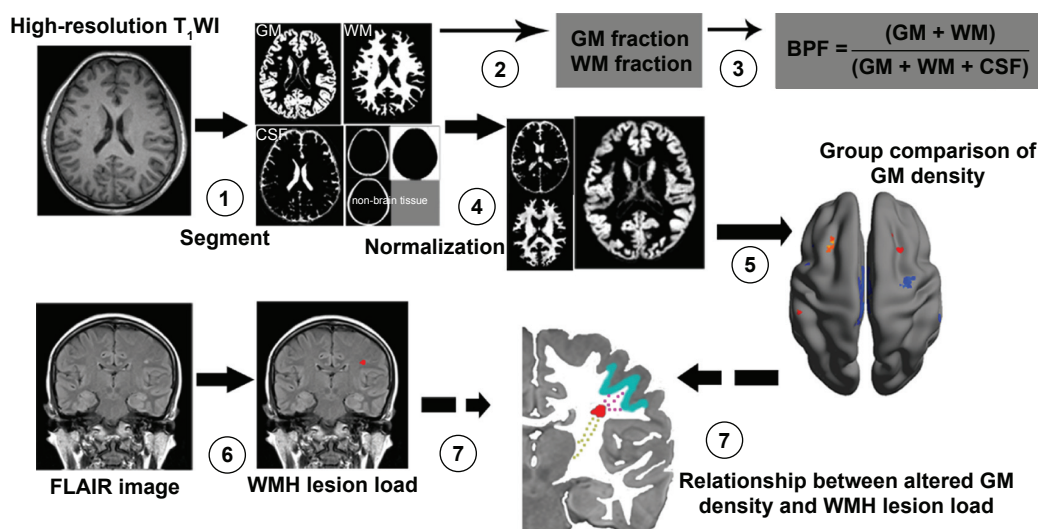 High-resolution T₁WI
GM
WM
CSF
non-brain tissue
1
Segment
2
GM fraction
WM fraction
3
BPF = (GM + WM)
(GM + WM + CSF)
4
Normalization
Group comparison of
GM density
5
FLAIR image
6
WMH lesion load
7
7
Relationship between altered GM
density and WMH lesion load